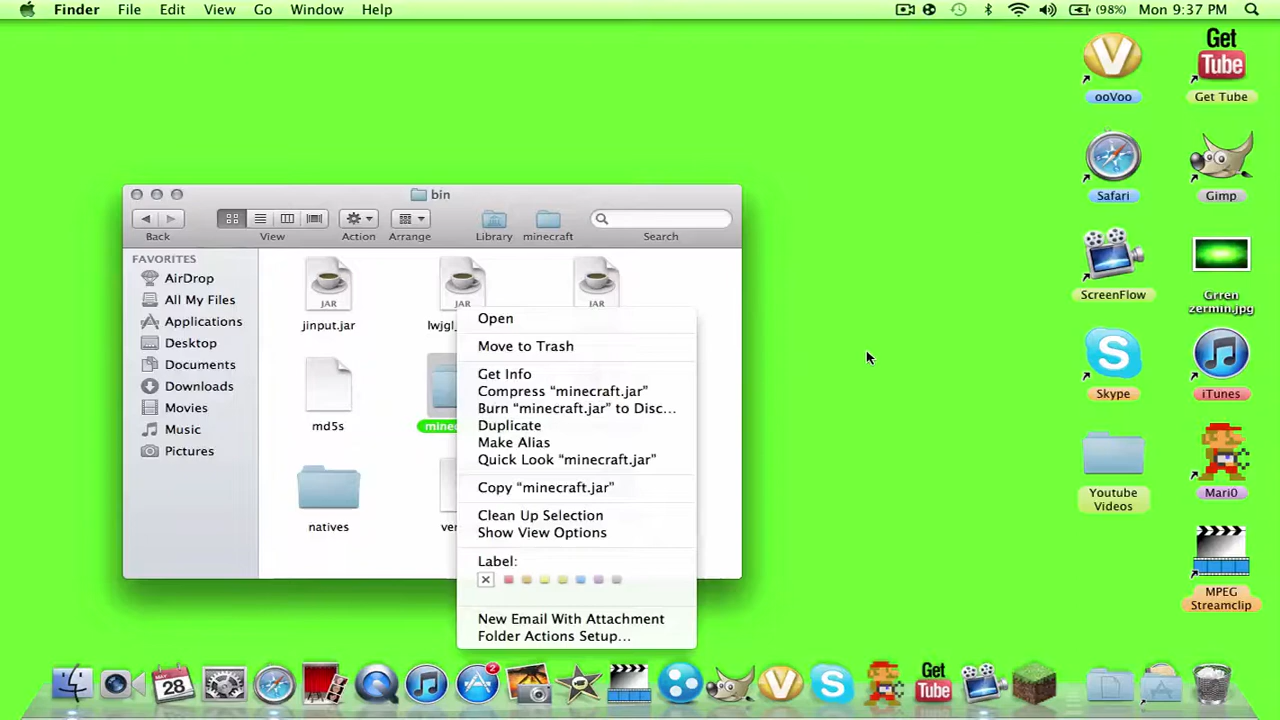 Finder File Edit View Go Window Help
(98%) Mon 9:37 PM
Get
Tube
ooVoo
Get Tube
Safari
Gimp
ScreenFlow
Grren
zermin.jpg
Skype
iTunes
Youtube
Videos
Mari0
MPEG
Streamclip
bin
Back
View
Action
Arrange
Library
minecraft
Search
FAVORITES
AirDrop
All My Files
Applications
Desktop
Documents
Downloads
Movies
Music
Pictures
JAR
JAR
JAR
jinput.jar
md5s
natives
Open
Move to Trash
Get Info
Compress “minecraft.jar”
Burn “minecraft.jar” to Disc...
Duplicate
Make Alias
Quick Look “minecraft.jar”
Copy “minecraft.jar”
Clean Up Selection
Show View Options
Label:
New Email With Attachment
Folder Actions Setup...
28
2
Get
Tube